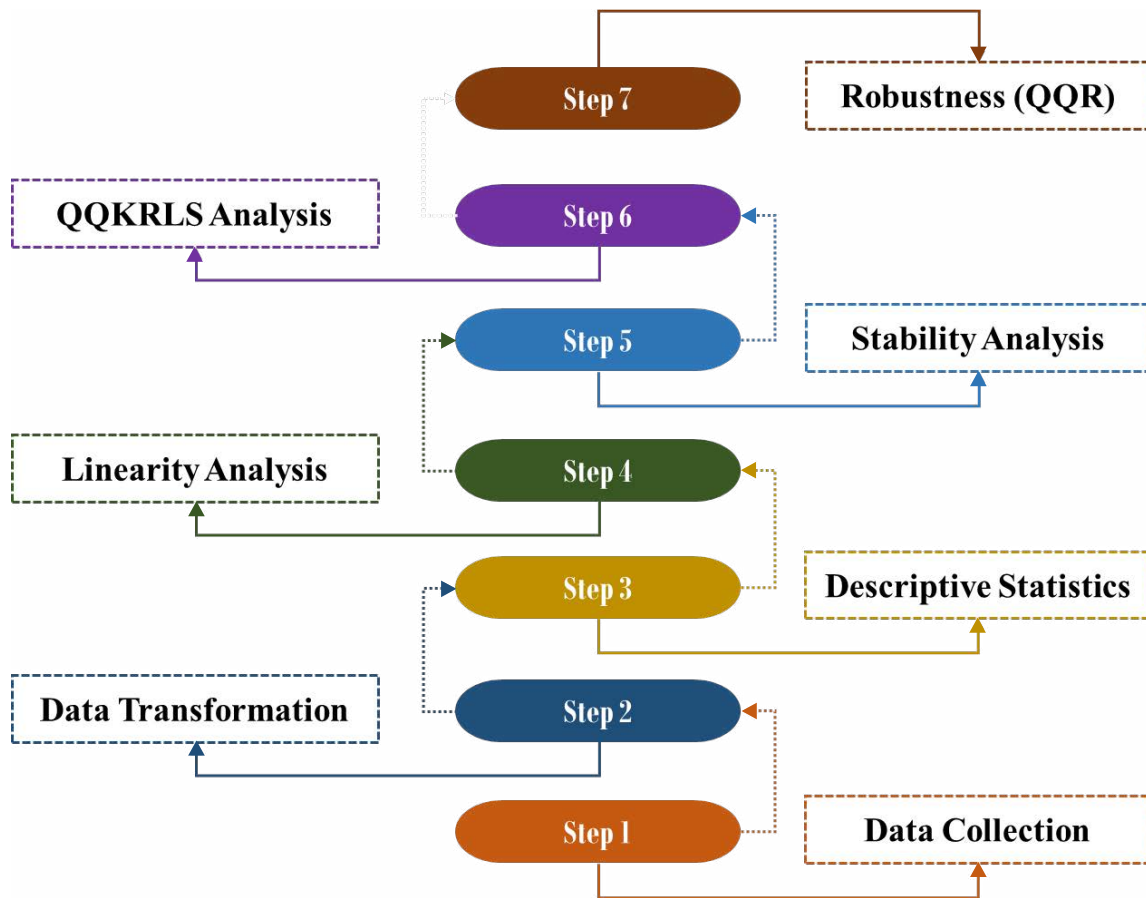 Step 7
Robustness (QQR)
QQKRLS Analysis
Step 6
Step 5
Stability Analysis
Linearity Analysis
Step 4
Step 3
Descriptive Statistics
Data Transformation
Step 2
Step 1
Data Collection